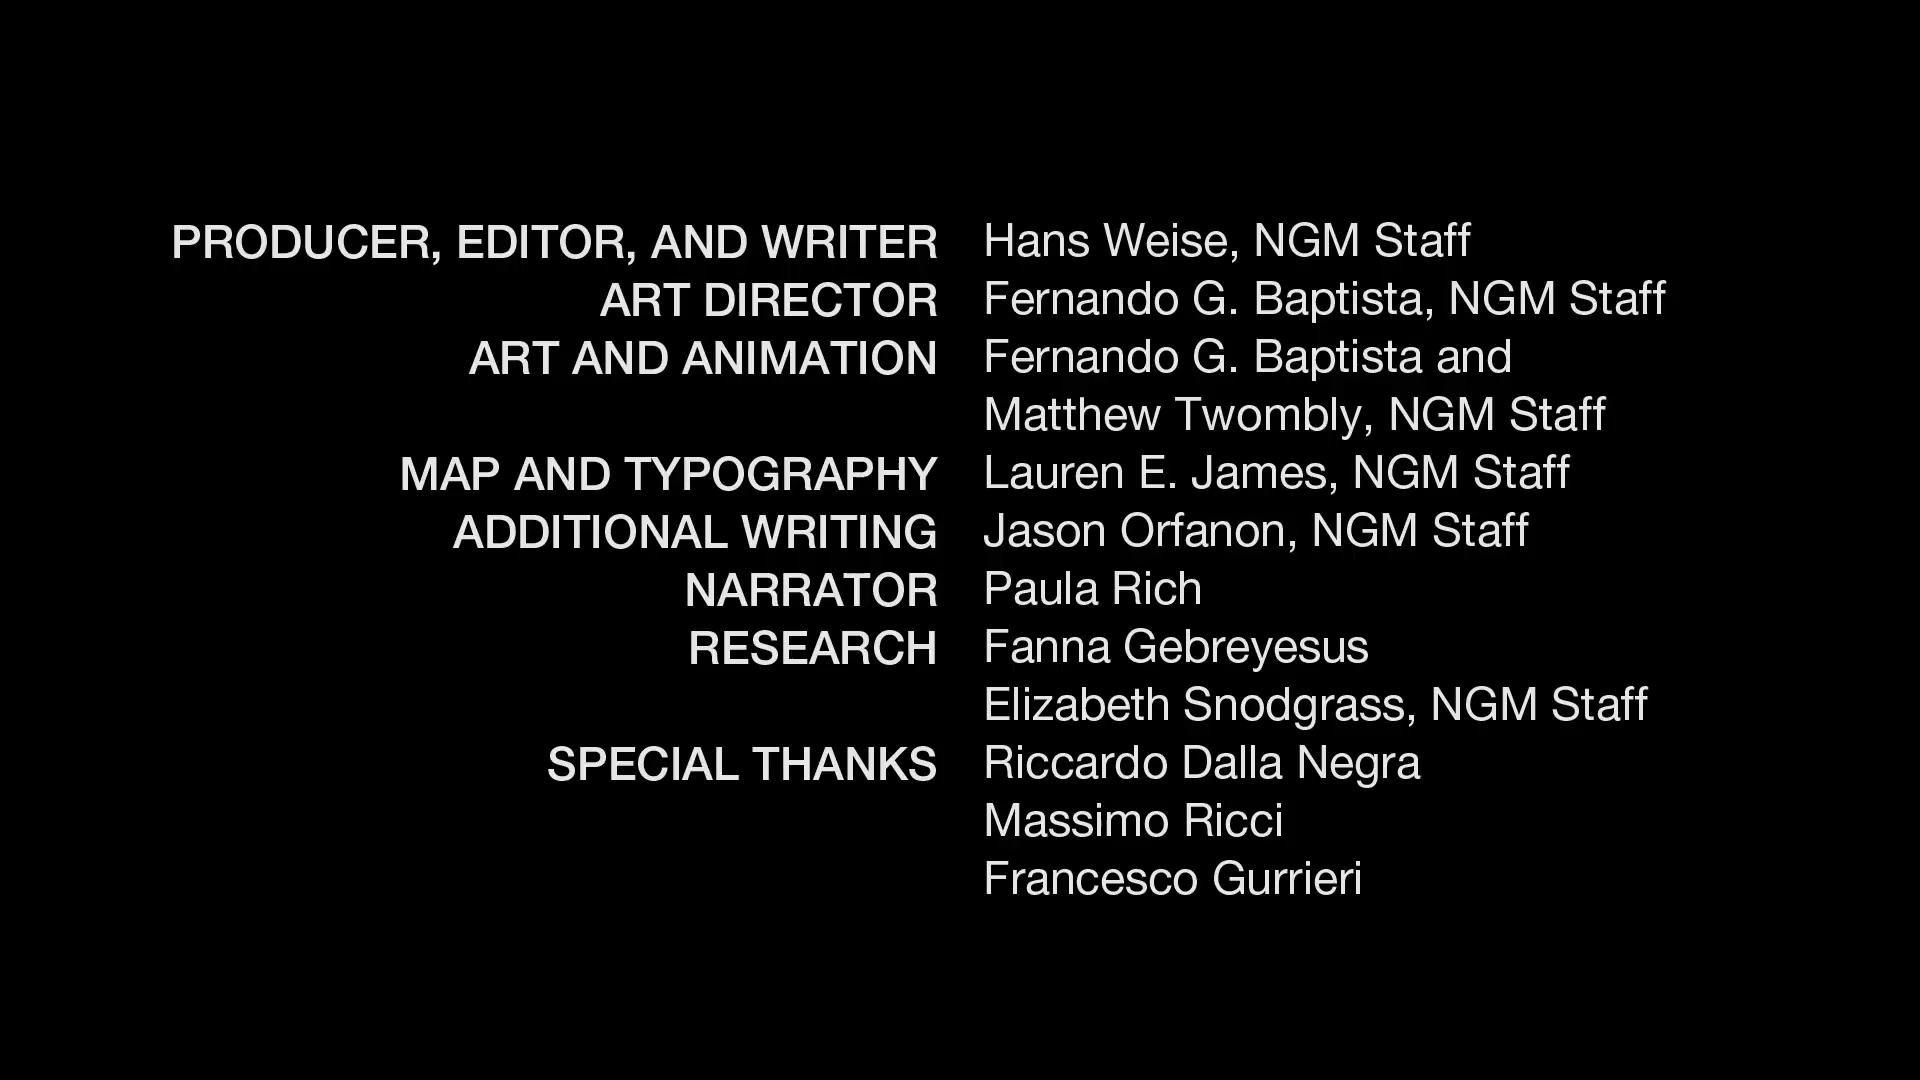 PRODUCER, EDITOR, AND WRITER Hans Weise, NGM Staff
ART DIRECTOR Fernando G. Baptista, NGM Staff
ART AND ANIMATION Fernando G. Baptista and
Matthew Twombly, NGM Staff
MAP AND TYPOGRAPHY Lauren E. James, NGM Staff
ADDITIONAL WRITING Jason Orfanon, NGM Staff
NARRATOR Paula Rich
RESEARCH Fanna Gebreyesus
Elizabeth Snodgrass, NGM Staff
SPECIAL THANKS Riccardo Dalla Negra
Massimo Ricci
Francesco Gurrieri